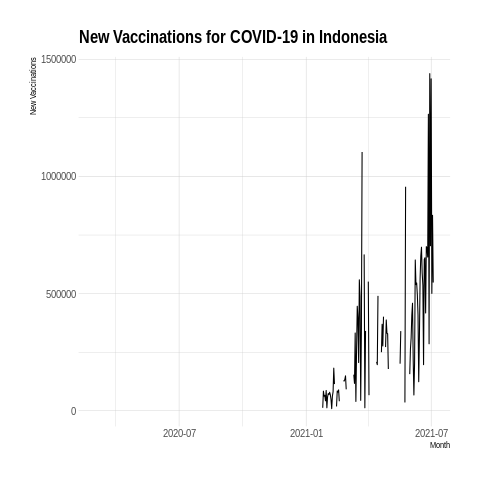 New Vaccinations for COVID-19 in Indonesia
New Vaccinations
1500000
1000000
500000
0
2020-07
2021-01
2021-07
Month